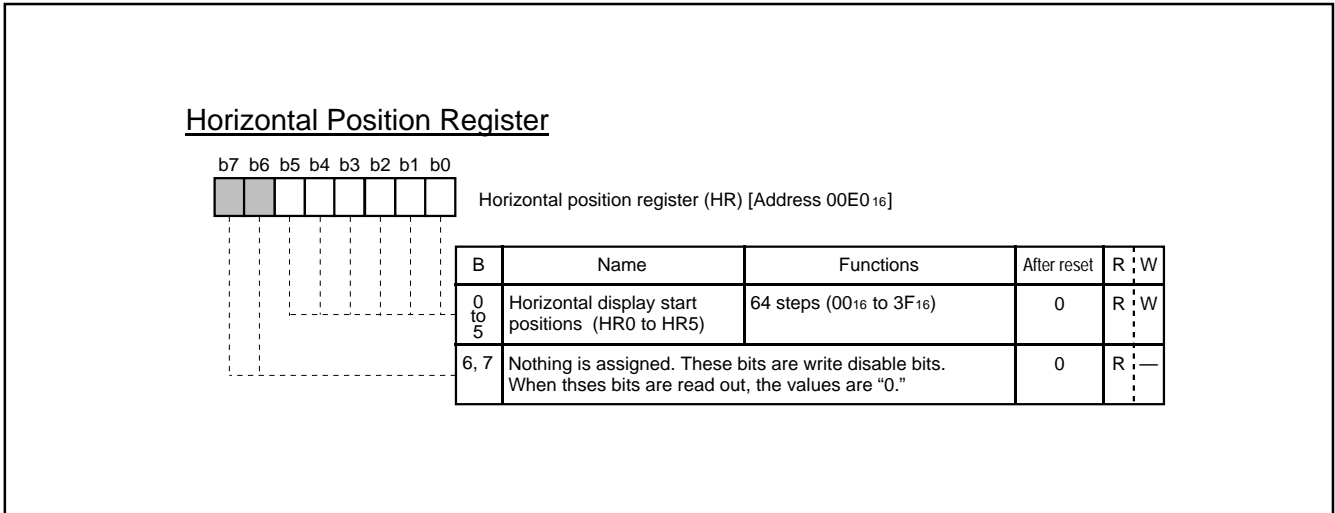 Horizontal Position Register
b7 b6 b5 b4 b3 b2 b1 b0
Horizontal position register (HR) [Address 00E016]
B Name Functions After reset R W
0 to 5 Horizontal display start positions (HR0 to HR5) 64 steps (0016 to 3F16) 0 R W
6, 7 Nothing is assigned. These bits are write disable bits.
When thses bits are read out, the values are “0.” 0 R —